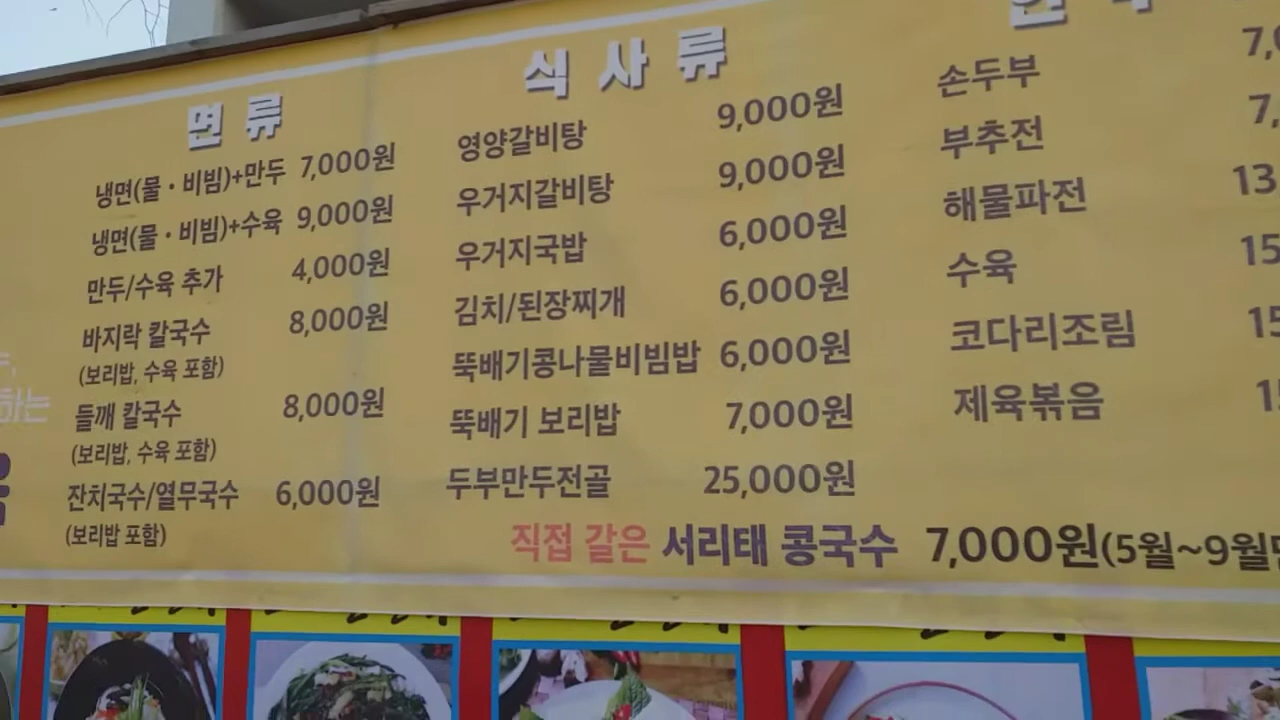 면류
냉면(물·비빔)+만두 7,000원
냉면(물·비빔)+수육 9,000원
만두/수육 추가 4,000원
바지락 칼국수 8,000원
(보리밥, 수육 포함)
들깨 칼국수 8,000원
(보리밥, 수육 포함)
잔치국수/열무국수 6,000원
(보리밥 포함)
식사류
영양갈비탕 9,000원
우거지갈비탕 9,000원
우거지국밥 6,000원
김치/된장찌개 6,000원
뚝배기콩나물비빔밥 6,000원
뚝배기 보리밥 7,000원
두부만두전골 25,000원
손두부
부추전
해물파전
수육
코다리조림
제육볶음
직접 갈은 서리태 콩국수 7,000원(5월~9월
하는